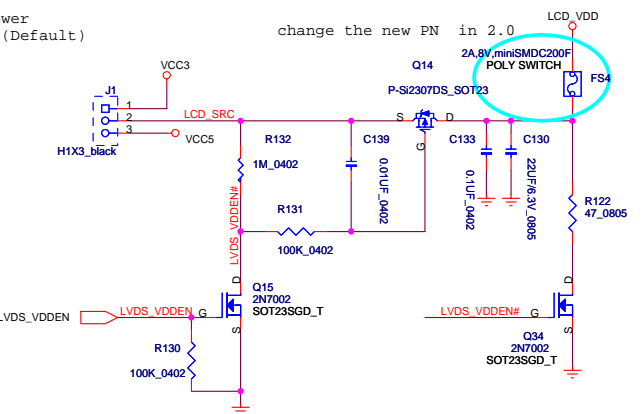 wer
(Default)
change the new PN in 2.0
LCD_VDD
2A,8V,miniSMDC200F
POLY SWITCH
FS4
VCC3
Q14
P-Si2307DS_SOT23
J1
1
2
3
LCD_SRC
VCC5
H1X3_black
S
D
G
R132
1M_0402
C139
0.01UF_0402
C133
0.1UF_0402
C130
22UF/6.3V_0805
R122
47_0805
LVDS_VDDEN#
R131
100K_0402
D
Q15
2N7002
SOT23SGD_T
LVDS_VDDEN
LVDS_VDDEN
G
S
R130
100K_0402
LVDS_VDDEN#
G
D
S
Q34
2N7002
SOT23SGD_T